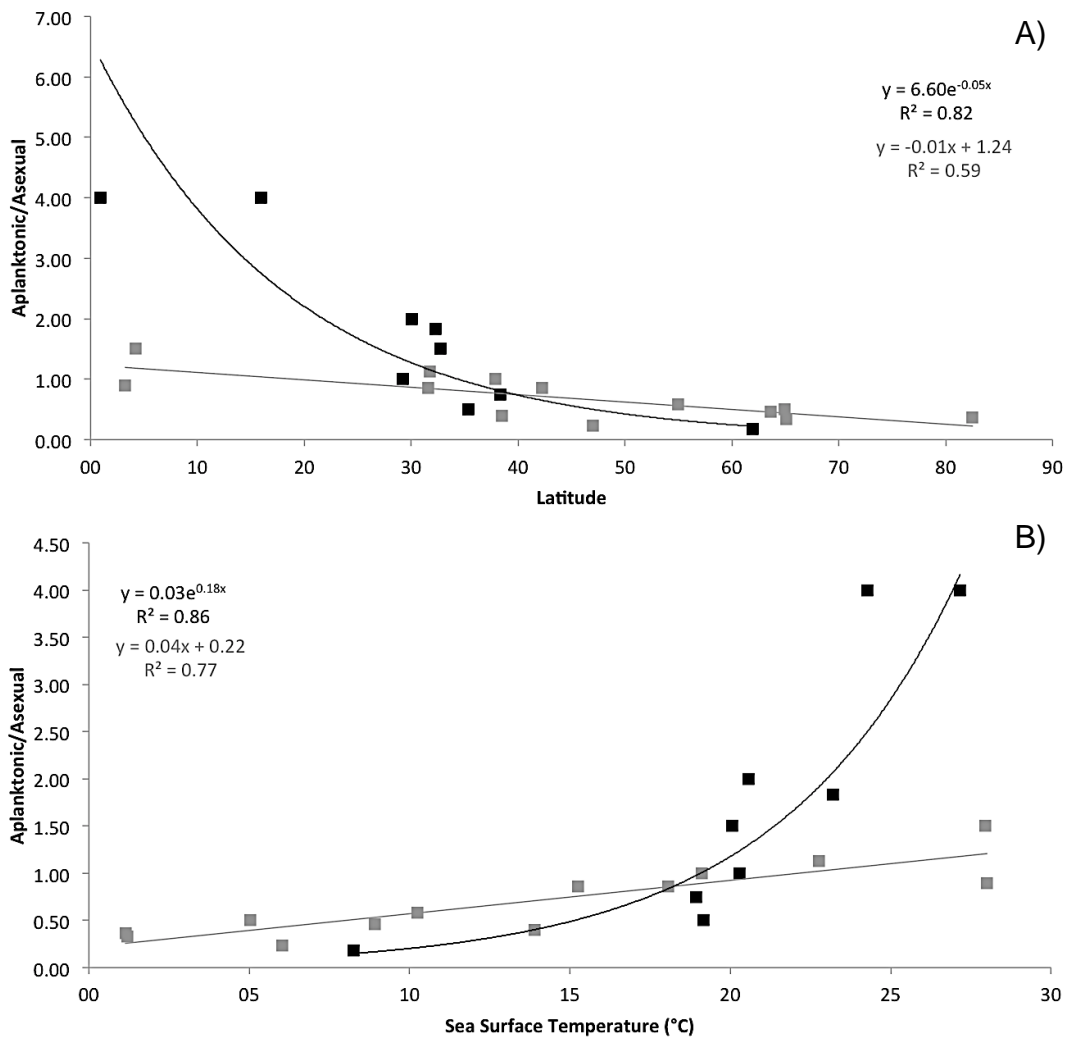 A)
7.00
6.00
5.00
4.00
3.00
2.00
1.00
0.00
Aplanktonic/Asexual
y = 6.60e^-0.05x
R² = 0.82
y = -0.01x + 1.24
R² = 0.59
00 10 20 30 40 50 60 70 80 90
Latitude
B)
4.50
4.00
3.50
3.00
2.50
2.00
1.50
1.00
0.50
0.00
Aplanktonic/Asexual
y = 0.03e^0.18x
R² = 0.86
y = 0.04x + 0.22
R² = 0.77
00 05 10 15 20 25 30
Sea Surface Temperature (°C)